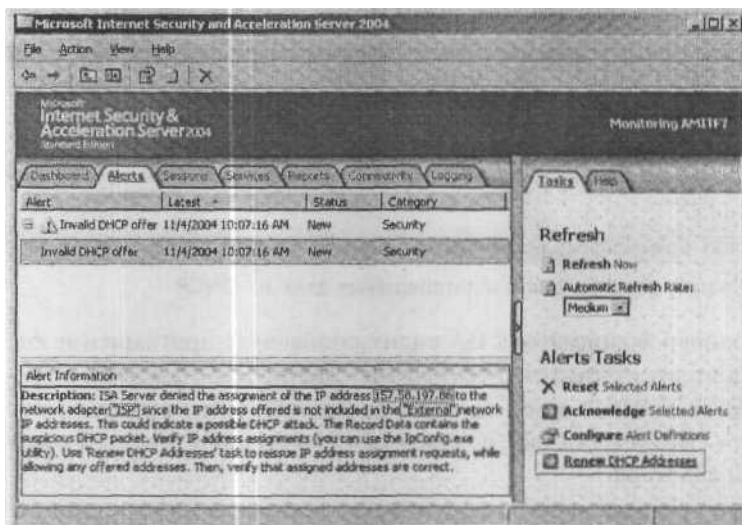 Microsoft Internet Security and Acceleration Server 2004
File Action View Help
Microsoft
Internet Security &
Acceleration Server 2004
Standard Edition
Monitoring AMITF7
Dashboard Alerts Sessions Services Reports Connectivity Logging
Alert Latest Status Category
Invalid DHCP offer 11/4/2004 10:07:16 AM New Security
Invalid DHCP offer 11/4/2004 10:07:16 AM New Security
Alert Information
Description: ISA Server denied the assignment of the IP address 157.58.197.86 to the
network adapter "ISP" since the IP address offered is not included in the "External" network
IP addresses. This could indicate a possible DHCP attack. The Record Data contains the
suspicious DHCP packet. Verify IP address assignments (you can use the IpConfig.exe
utility). Use 'Renew DHCP Addresses' task to reissue IP address assignment requests, while
allowing any offered addresses. Then, verify that assigned addresses are correct.
Tasks Help
Refresh
Refresh Now
Automatic Refresh Rate:
Medium
Alerts Tasks
Reset Selected Alerts
Acknowledge Selected Alerts
Configure Alert Definitions
Renew DHCP Addresses